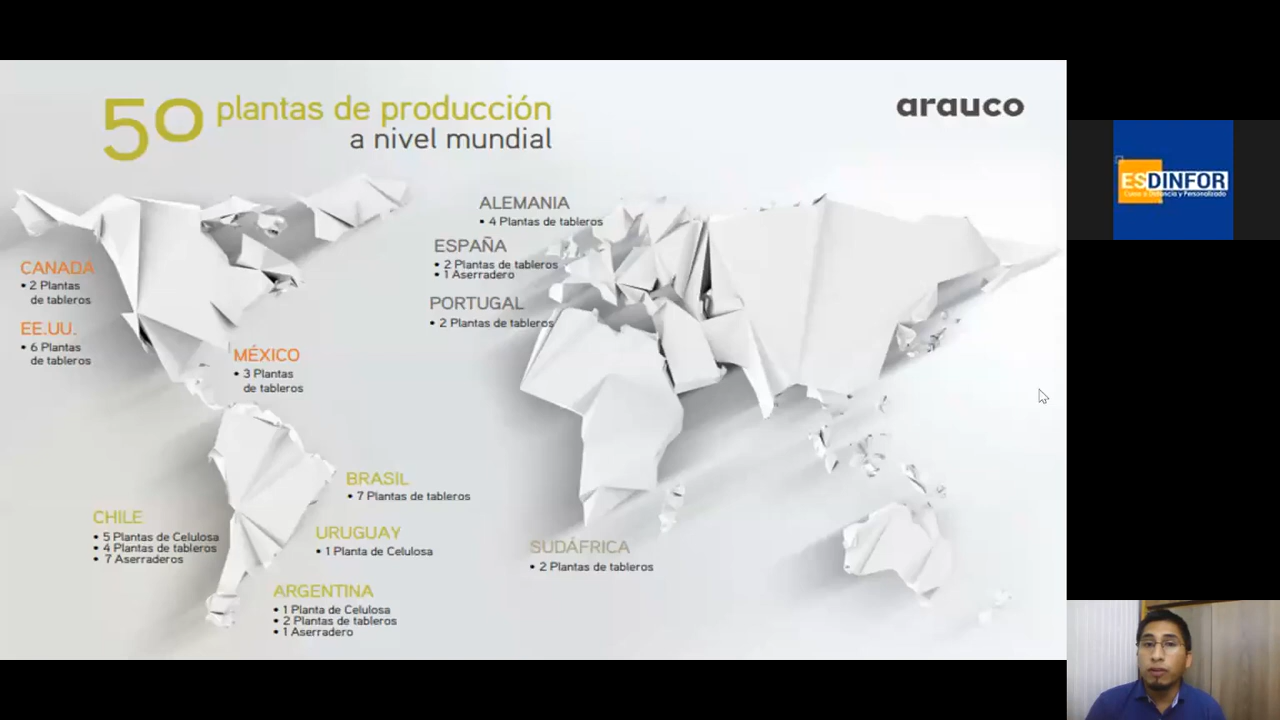 50 plantas de producción
a nivel mundial
arauco
ESDINFOR
CANADÁ
• 2 Plantas
de tableros
EE.UU.
• 6 Plantas
de tableros
MÉXICO
• 3 Plantas
de tableros
ALEMANIA
• 4 Plantas de tableros
ESPAÑA
• 2 Plantas de tableros
• 1 Aserradero
PORTUGAL
• 2 Plantas de tableros
BRASIL
• 7 Plantas de tableros
CHILE
• 5 Plantas de Celulosa
• 4 Plantas de tableros
• 7 Aserraderos
URUGUAY
• 1 Planta de Celulosa
ARGENTINA
• 1 Planta de Celulosa
• 2 Plantas de tableros
• 1 Aserradero
SUDÁFRICA
• 2 Plantas de tableros